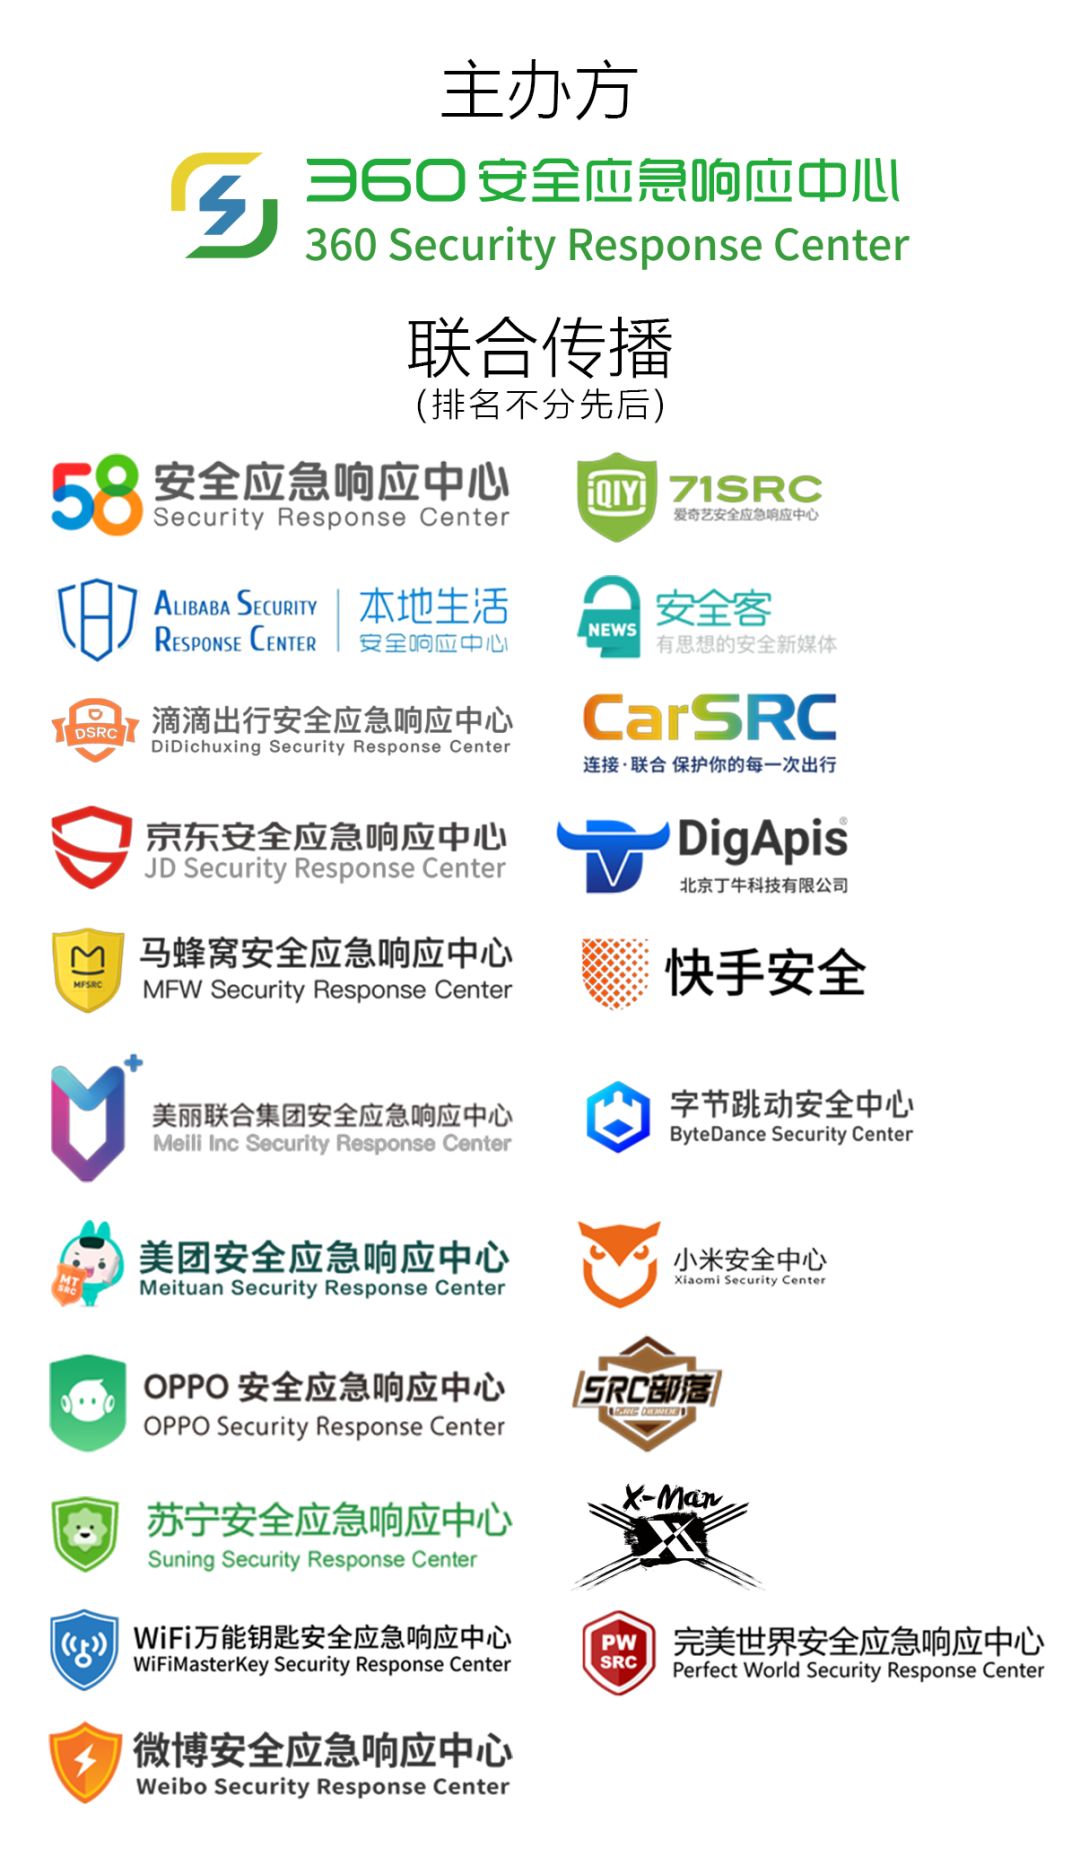 主办方
360安全应急响应中心
360 Security Response Center
联合传播
(排名不分先后)
58 安全应急响应中心
Security Response Center
iQIYI 71SRC
爱奇艺安全应急响应中心
ALIBABA SECURITY
RESPONSE CENTER
本地生活
安全响应中心
NEWS
安全客
有思想的安全新媒体
DSRC
滴滴出行安全应急响应中心
DiDichuxing Security Response Center
CarSRC
连接·联合 保护你的每一次出行
京东安全应急响应中心
JD Security Response Center
DigApis®
北京丁牛科技有限公司
MFSRC
马蜂窝安全应急响应中心
MFW Security Response Center
快手安全
美丽联合集团安全应急响应中心
Meili Inc Security Response Center
字节跳动安全中心
ByteDance Security Center
MT
SRC
美团安全应急响应中心
Meituan Security Response Center
小米安全中心
Xiaomi Security Center
OPPO 安全应急响应中心
OPPO Security Response Center
SRC部落
SRC HORDE
苏宁安全应急响应中心
Suning Security Response Center
X-Man
WiFi万能钥匙安全应急响应中心
WiFiMasterKey Security Response Center
PW
SRC
完美世界安全应急响应中心
Perfect World Security Response Center
微博安全应急响应中心
Weibo Security Response Center